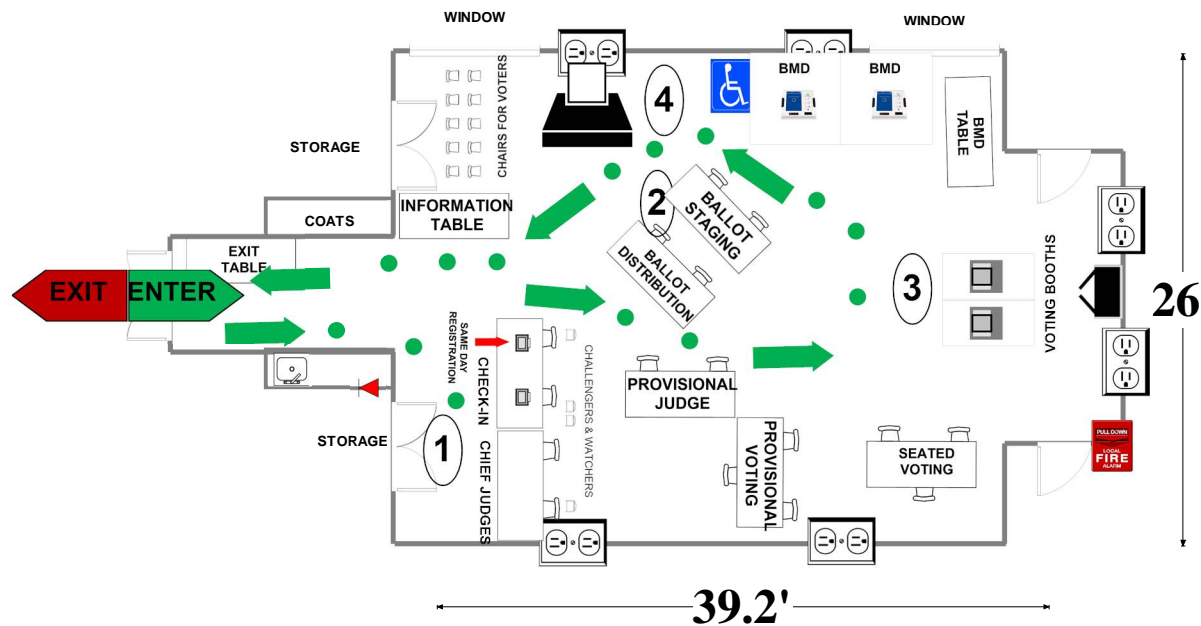 WINDOW
WINDOW
CHAIRS FOR VOTERS
4
BMD
BMD
BMD
TABLE
STORAGE
COATS
INFORMATION
TABLE
2
BALLOT
STAGING
EXIT
TABLE
BALLOT
DISTRIBUTION
EXIT
ENTER
3
VOTING BOOTHS
26
SAME DAY
REGISTRATION
CHECK-IN
CHALLENGERS & WATCHERS
PROVISIONAL
JUDGE
STORAGE
1
CHIEF JUDGES
PROVISIONAL
VOTING
SEATED
VOTING
PULL DOWN
LOCAL
FIRE
ALARM
39.2'